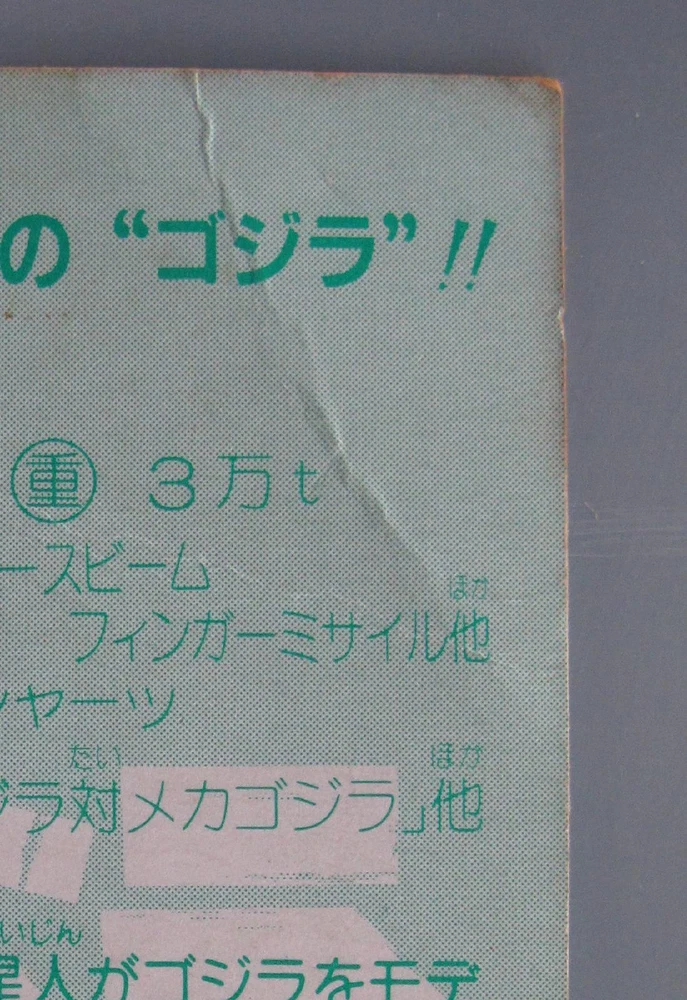 の“ゴジラ”!!
重 3万t
ースビーム
ほか
フィンガーミサイル他
ャーツ
たい ほか
ジラ対メカゴジラ」他
いじん
星人がゴジラをモデ